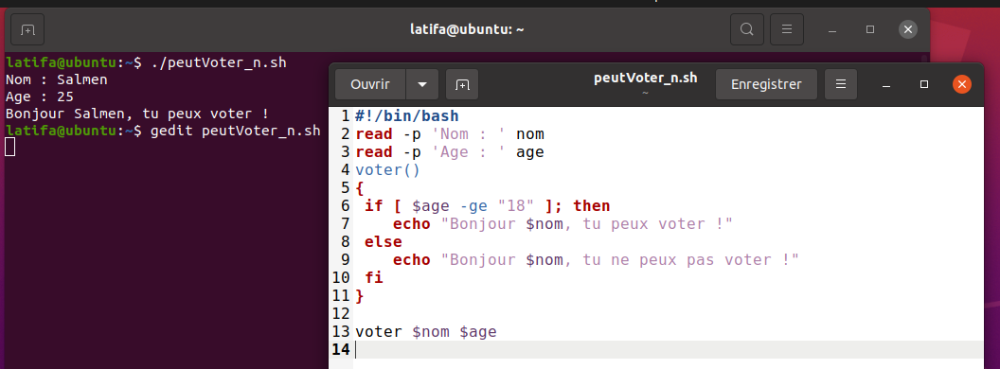 latifa@ubuntu: ~
latifa@ubuntu:~$ ./peutVoter_n.sh
Nom : Salmen
Age : 25
Bonjour Salmen, tu peux voter !
latifa@ubuntu:~$ gedit peutVoter_n.sh
Ouvrir
peutVoter_n.sh
~
Enregistrer
1 #!/bin/bash
2 read -p 'Nom : ' nom
3 read -p 'Age : ' age
4 voter()
5 {
6  if [ $age -ge "18" ]; then
7     echo "Bonjour $nom, tu peux voter !"
8  else
9     echo "Bonjour $nom, tu ne peux pas voter !"
10  fi
11 }
12
13 voter $nom $age
14